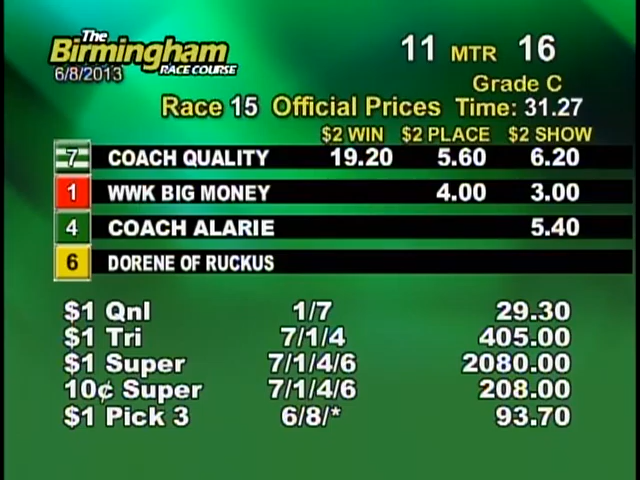 The
Birmingham
RACE COURSE
6/8/2013
11 MTR 16
Grade C
Race 15 Official Prices Time: 31.27
$2 WIN $2 PLACE $2 SHOW
7 COACH QUALITY 19.20 5.60 6.20
1 WWK BIG MONEY 4.00 3.00
4 COACH ALARIE 5.40
6 DORENE OF RUCKUS
$1 Qnl 1/7 29.30
$1 Tri 7/1/4 405.00
$1 Super 7/1/4/6 2080.00
10¢ Super 7/1/4/6 208.00
$1 Pick 3 6/8/* 93.70